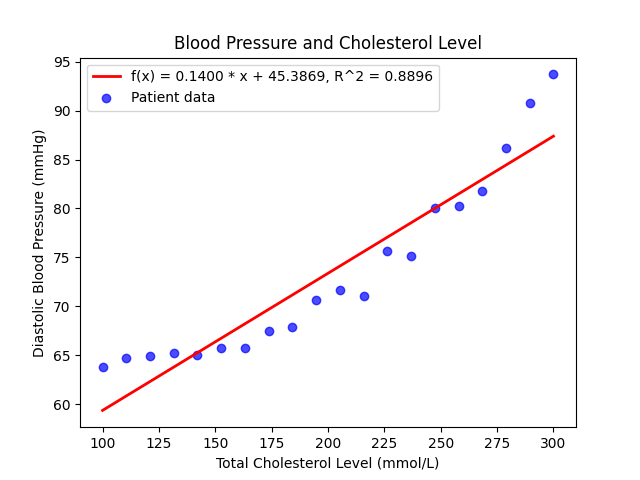 Blood Pressure and Cholesterol Level
f(x) = 0.1400 * x + 45.3869, R^2 = 0.8896
Patient data
Diastolic Blood Pressure (mmHg)
95
90
85
80
75
70
65
60
100 125 150 175 200 225 250 275 300
Total Cholesterol Level (mmol/L)